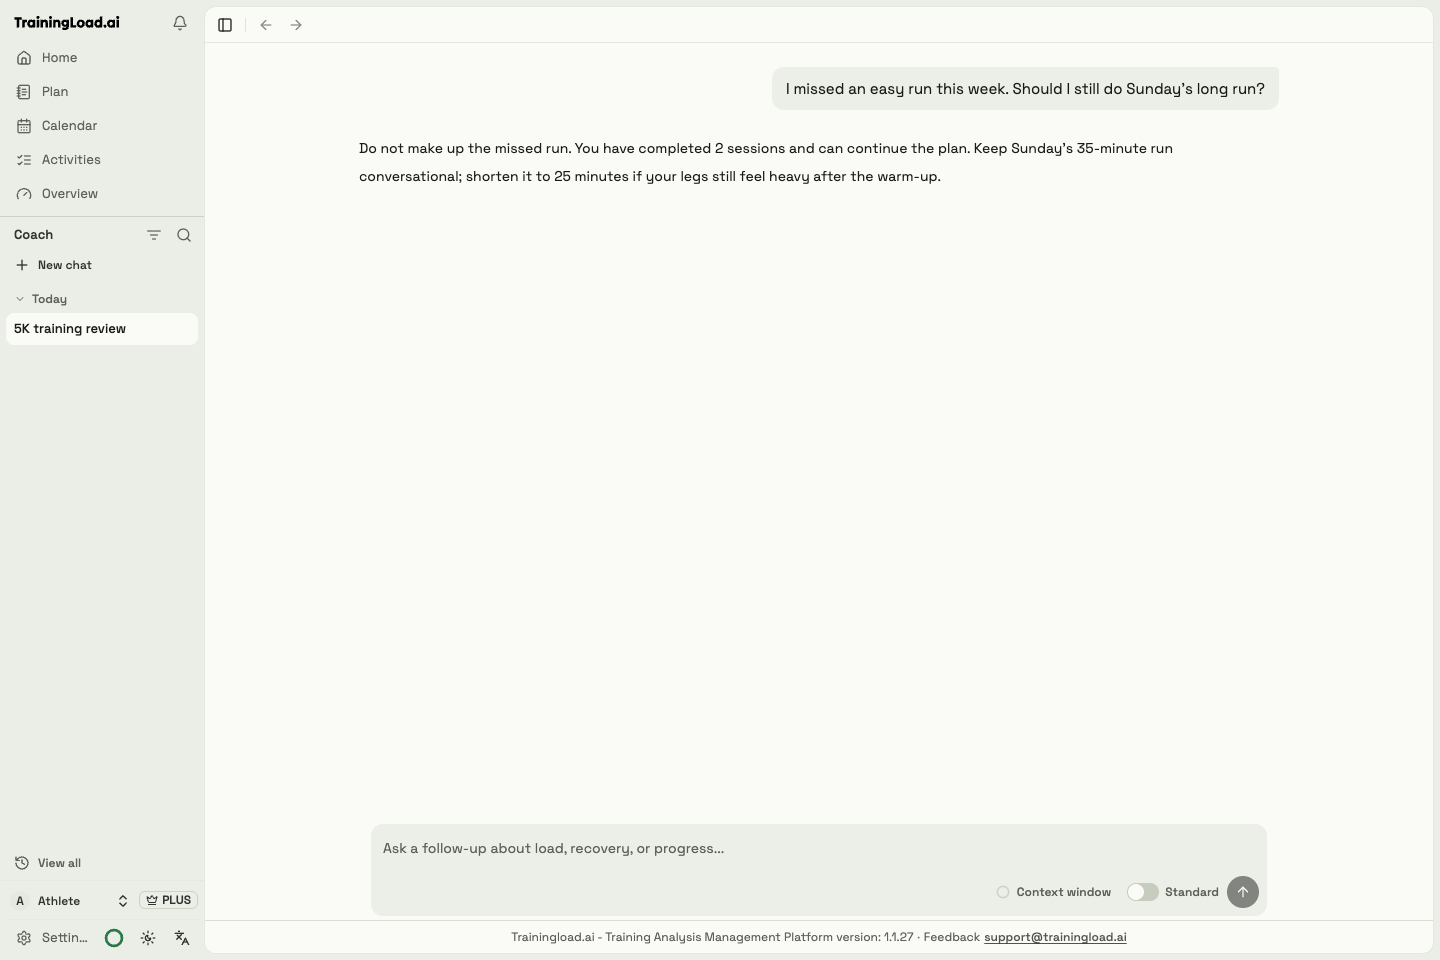 TrainingLoad.ai
Home
Plan
Calendar
Activities
Overview
Coach
New chat
Today
5K training review
View all
A Athlete PLUS
Settin...
I missed an easy run this week. Should I still do Sunday's long run?
Do not make up the missed run. You have completed 2 sessions and can continue the plan. Keep Sunday's 35-minute run
conversational; shorten it to 25 minutes if your legs still feel heavy after the warm-up.
Ask a follow-up about load, recovery, or progress...
Context window Standard
Trainingload.ai - Training Analysis Management Platform version: 1.1.27 · Feedback support@trainingload.ai